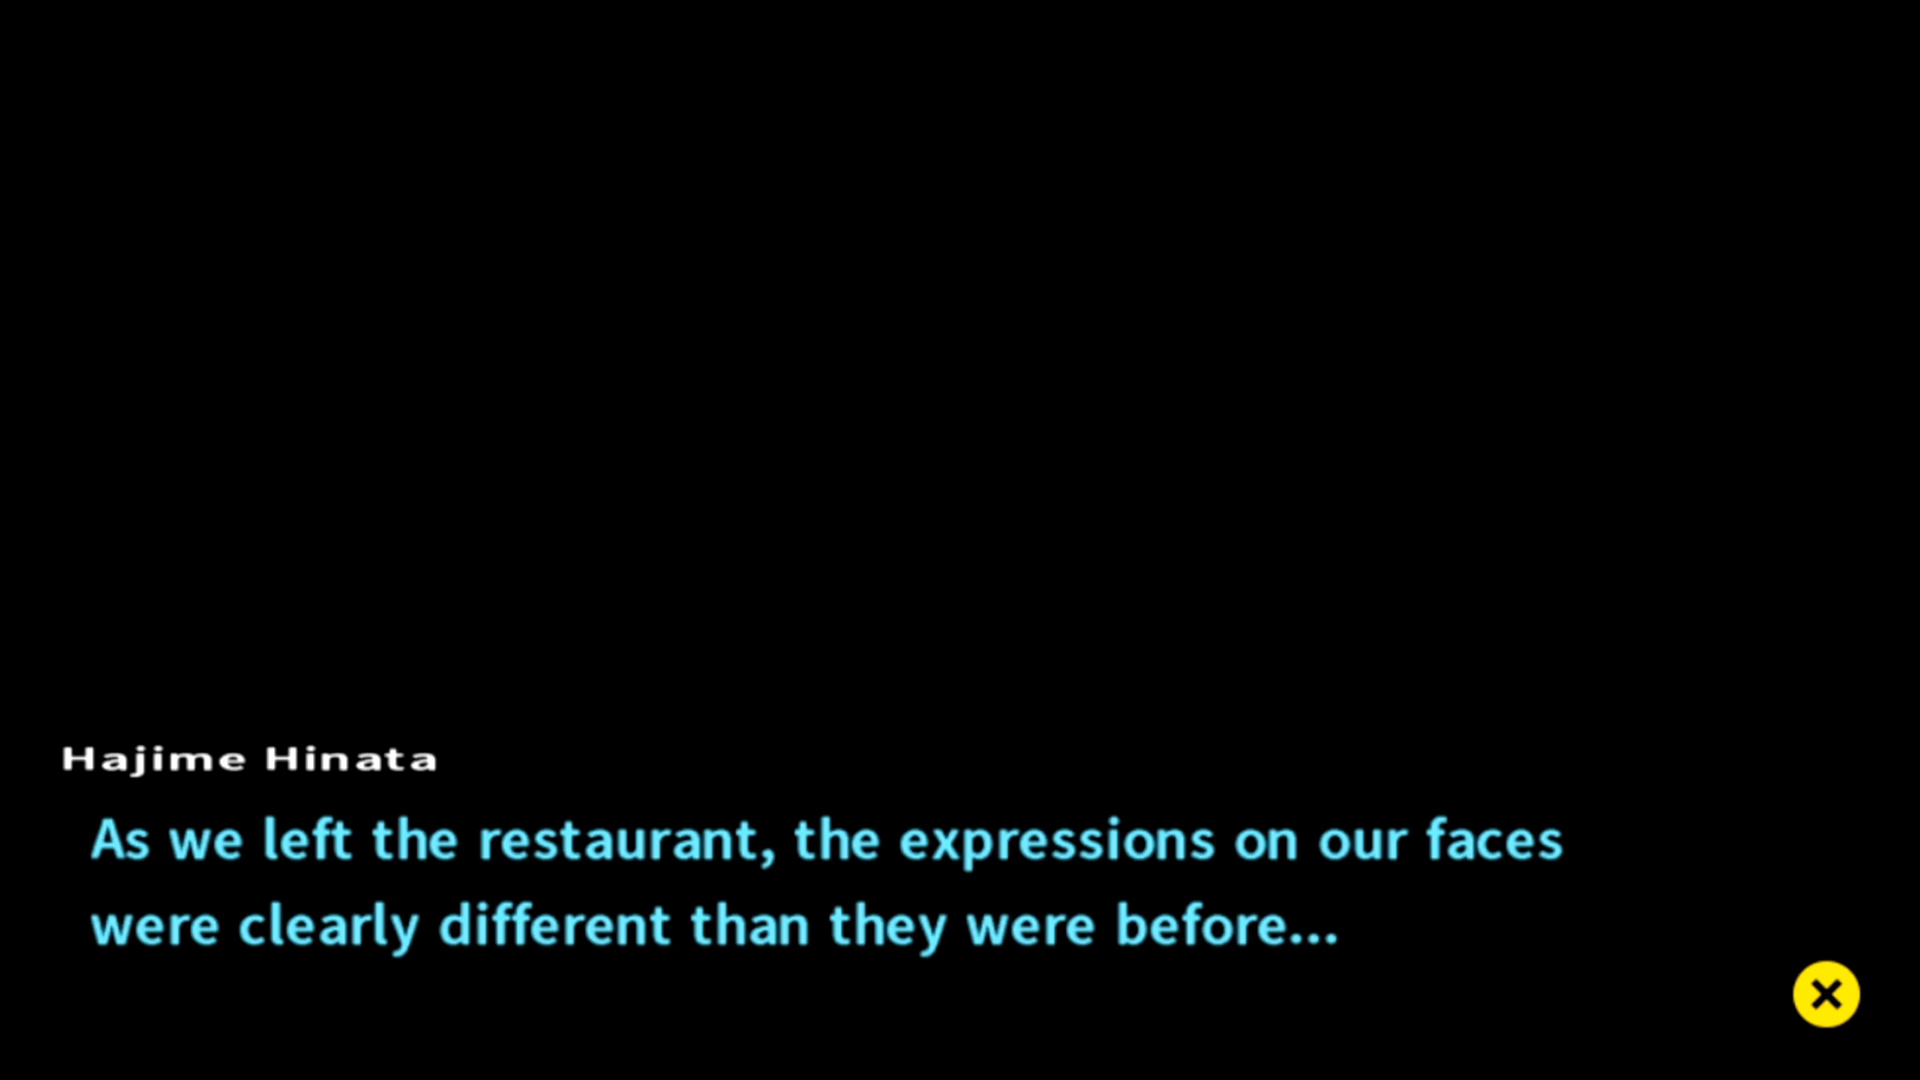 Hajime Hinata
As we left the restaurant, the expressions on our faces
were clearly different than they were before...